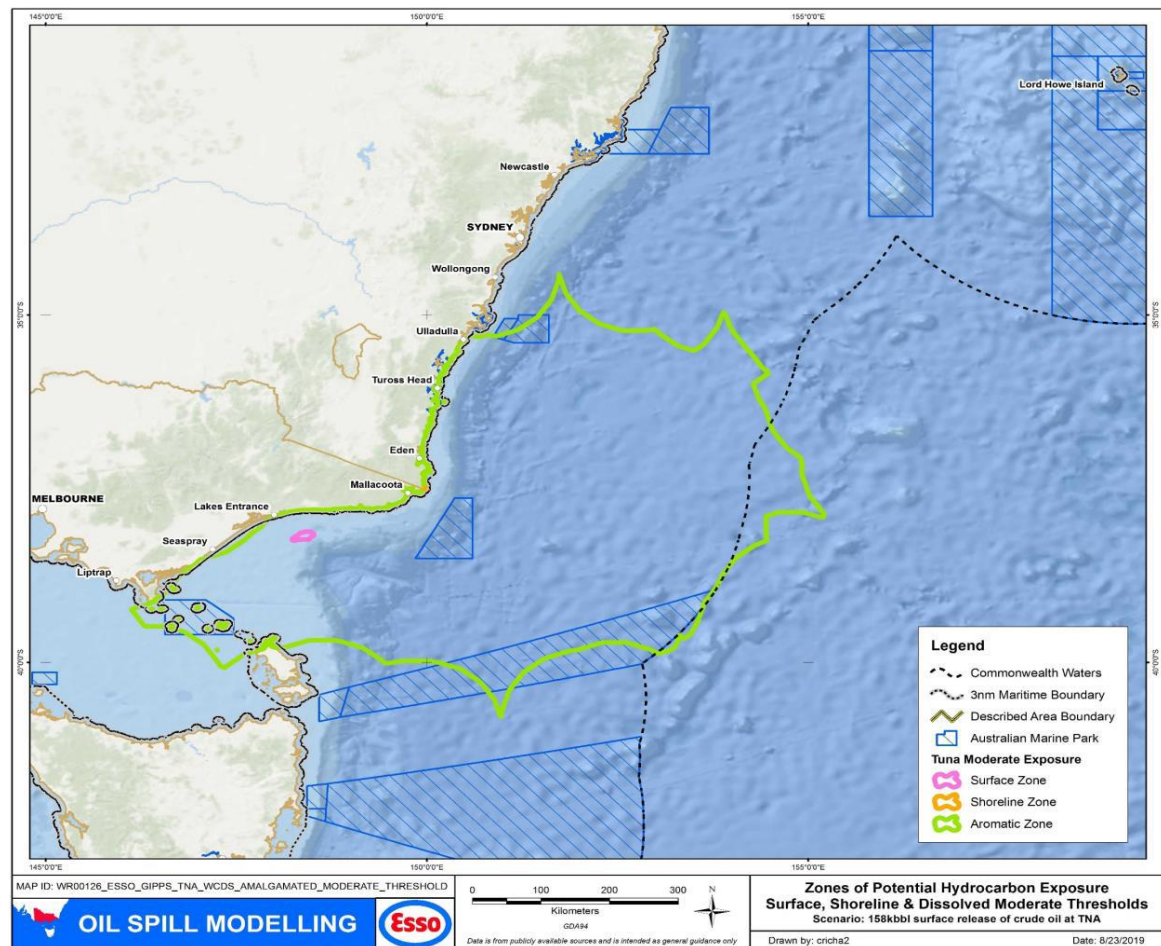 145°0'0"E
150°0'0"E
155°0'0"E
Lord Howe Island
Newcastle
SYDNEY
Wollongong
35°0'0"S
35°0'0"S
Ulladulla
Tuross Head
Eden
Mallacoota
MELBOURNE
Lakes Entrance
Seaspray
Liptrap
40°0'0"S
40°0'0"S
Legend
Commonwealth Waters
3nm Maritime Boundary
Described Area Boundary
Australian Marine Park
Tuna Moderate Exposure
Surface Zone
Shoreline Zone
Aromatic Zone
145°0'0"E
150°0'0"E
155°0'0"E
MAP ID: WR00126_ESSO_GIPPS_TNA_WCDS_AMALGAMATED_MODERATE_THRESHOLD
OIL SPILL MODELLING
Esso
0 100 200 300
Kilometers
GDA94
N
Data is from publicly available sources and is intended as general guidance only
Zones of Potential Hydrocarbon Exposure
Surface, Shoreline & Dissolved Moderate Thresholds
Scenario: 158kbbl surface release of crude oil at TNA
Drawn by: cricha2
Date: 8/23/2019